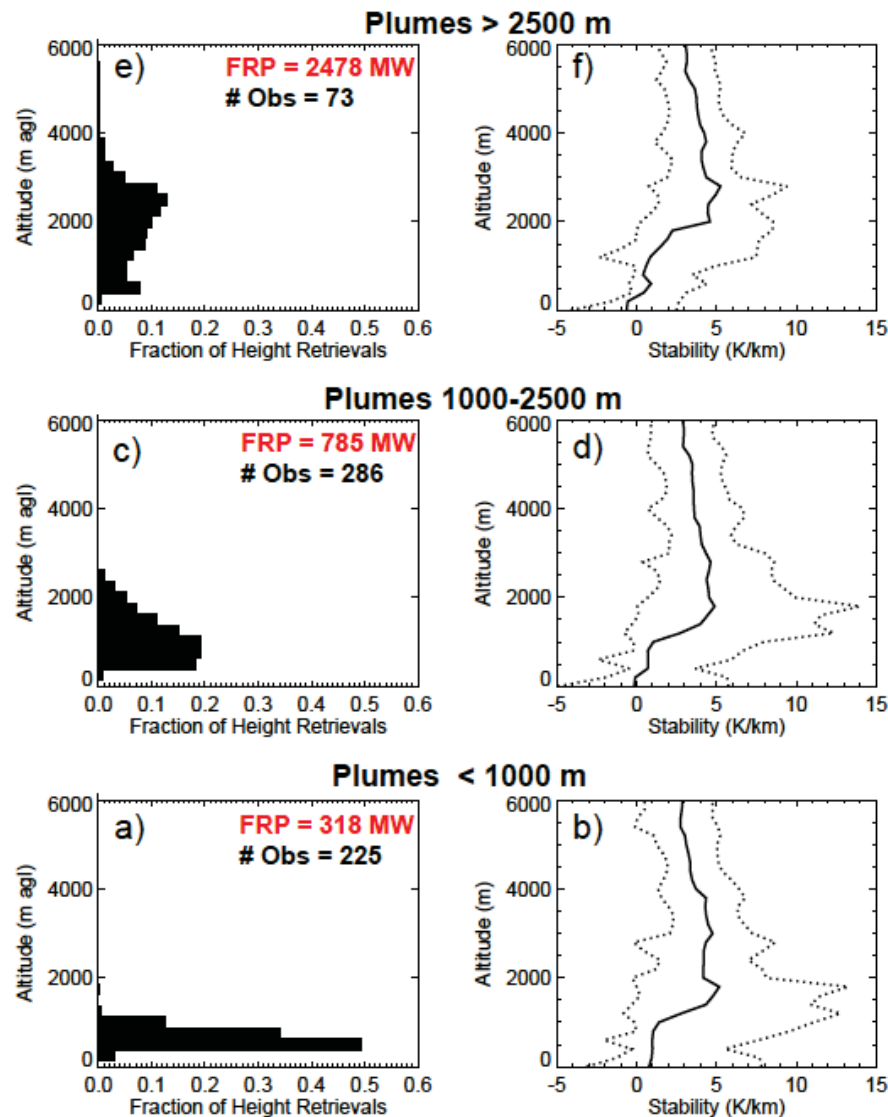 Plumes > 2500 m
e)
FRP = 2478 MW
# Obs = 73
Altitude (m agl)
6000
4000
2000
0
0.0 0.1 0.2 0.3 0.4 0.5 0.6
Fraction of Height Retrievals
f)
Altitude (m)
6000
4000
2000
0
-5 0 5 10 15
Stability (K/km)
Plumes 1000-2500 m
c)
FRP = 785 MW
# Obs = 286
Altitude (m agl)
6000
4000
2000
0
0.0 0.1 0.2 0.3 0.4 0.5 0.6
Fraction of Height Retrievals
d)
Altitude (m)
6000
4000
2000
0
-5 0 5 10 15
Stability (K/km)
Plumes < 1000 m
a)
FRP = 318 MW
# Obs = 225
Altitude (m agl)
6000
4000
2000
0
0.0 0.1 0.2 0.3 0.4 0.5 0.6
Fraction of Height Retrievals
b)
Altitude (m)
6000
4000
2000
0
-5 0 5 10 15
Stability (K/km)